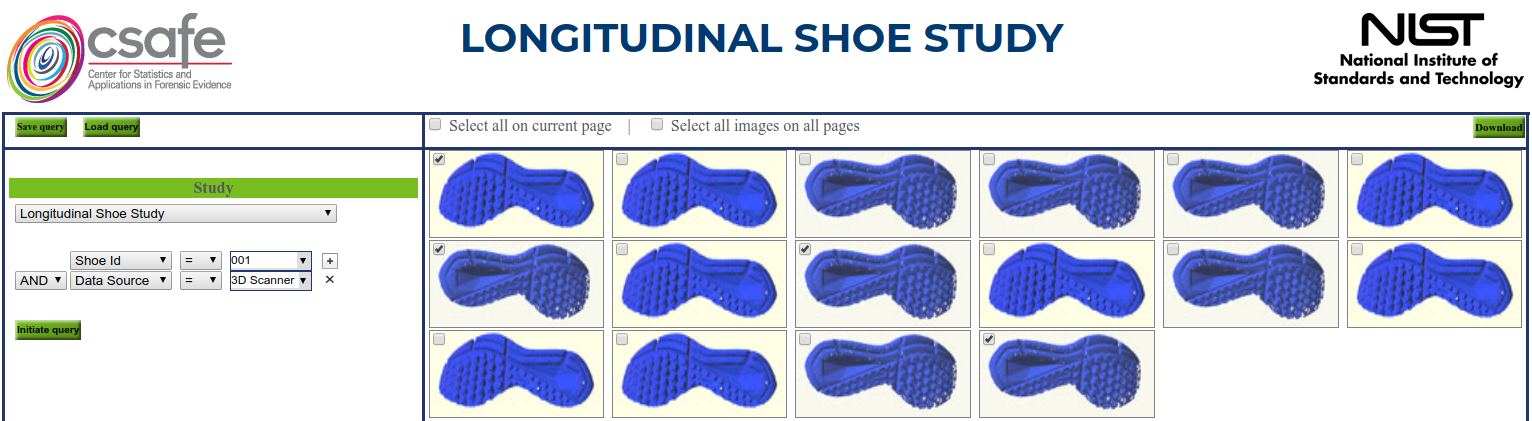 csafe
Center for Statistics and
Applications in Forensic Evidence
LONGITUDINAL SHOE STUDY
NIST
National Institute of
Standards and Technology
Save query Load query
Select all on current page | Select all images on all pages
Download
Study
Longitudinal Shoe Study
Shoe Id = 001 +
AND Data Source = 3D Scanner ×
Initiate query